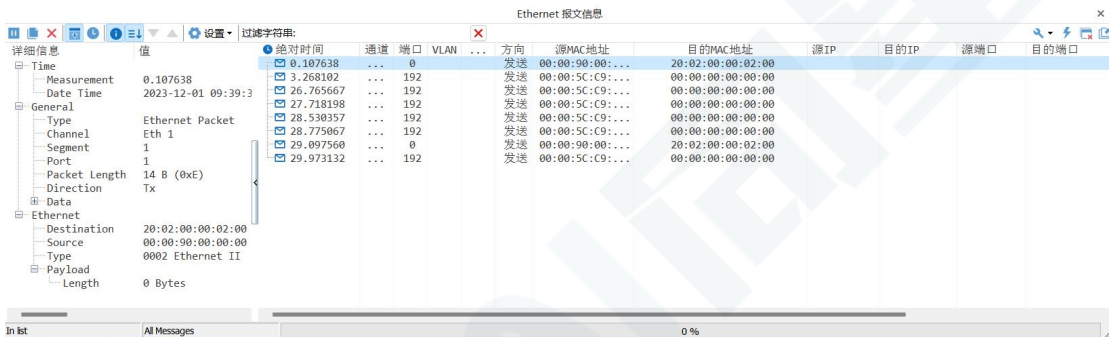 Ethernet 报文信息
设置 过滤字符串:
详细信息 值
Time
Measurement 0.107638
Date Time 2023-12-01 09:39:3
General
Type Ethernet Packet
Channel Eth 1
Segment 1
Port 1
Packet Length 14 B (0xE)
Direction Tx
Data
Ethernet
Destination 20:02:00:00:02:00
Source 00:00:90:00:00:00
Type 0002 Ethernet II
Payload
Length 0 Bytes
绝对时间 通道 端口 VLAN ... 方向 源MAC地址 目的MAC地址 源IP 目的IP 源端口 目的端口
0.107638 ... 0 发送 00:00:90:00:... 20:02:00:00:02:00
3.268102 ... 192 发送 00:00:5C:C9:... 00:00:00:00:00:00
26.765667 ... 192 发送 00:00:5C:C9:... 00:00:00:00:00:00
27.718198 ... 192 发送 00:00:5C:C9:... 00:00:00:00:00:00
28.530357 ... 192 发送 00:00:5C:C9:... 00:00:00:00:00:00
28.775067 ... 192 发送 00:00:5C:C9:... 00:00:00:00:00:00
29.097560 ... 0 发送 00:00:90:00:... 20:02:00:00:02:00
29.973132 ... 192 发送 00:00:5C:C9:... 00:00:00:00:00:00
In list All Messages 0 %